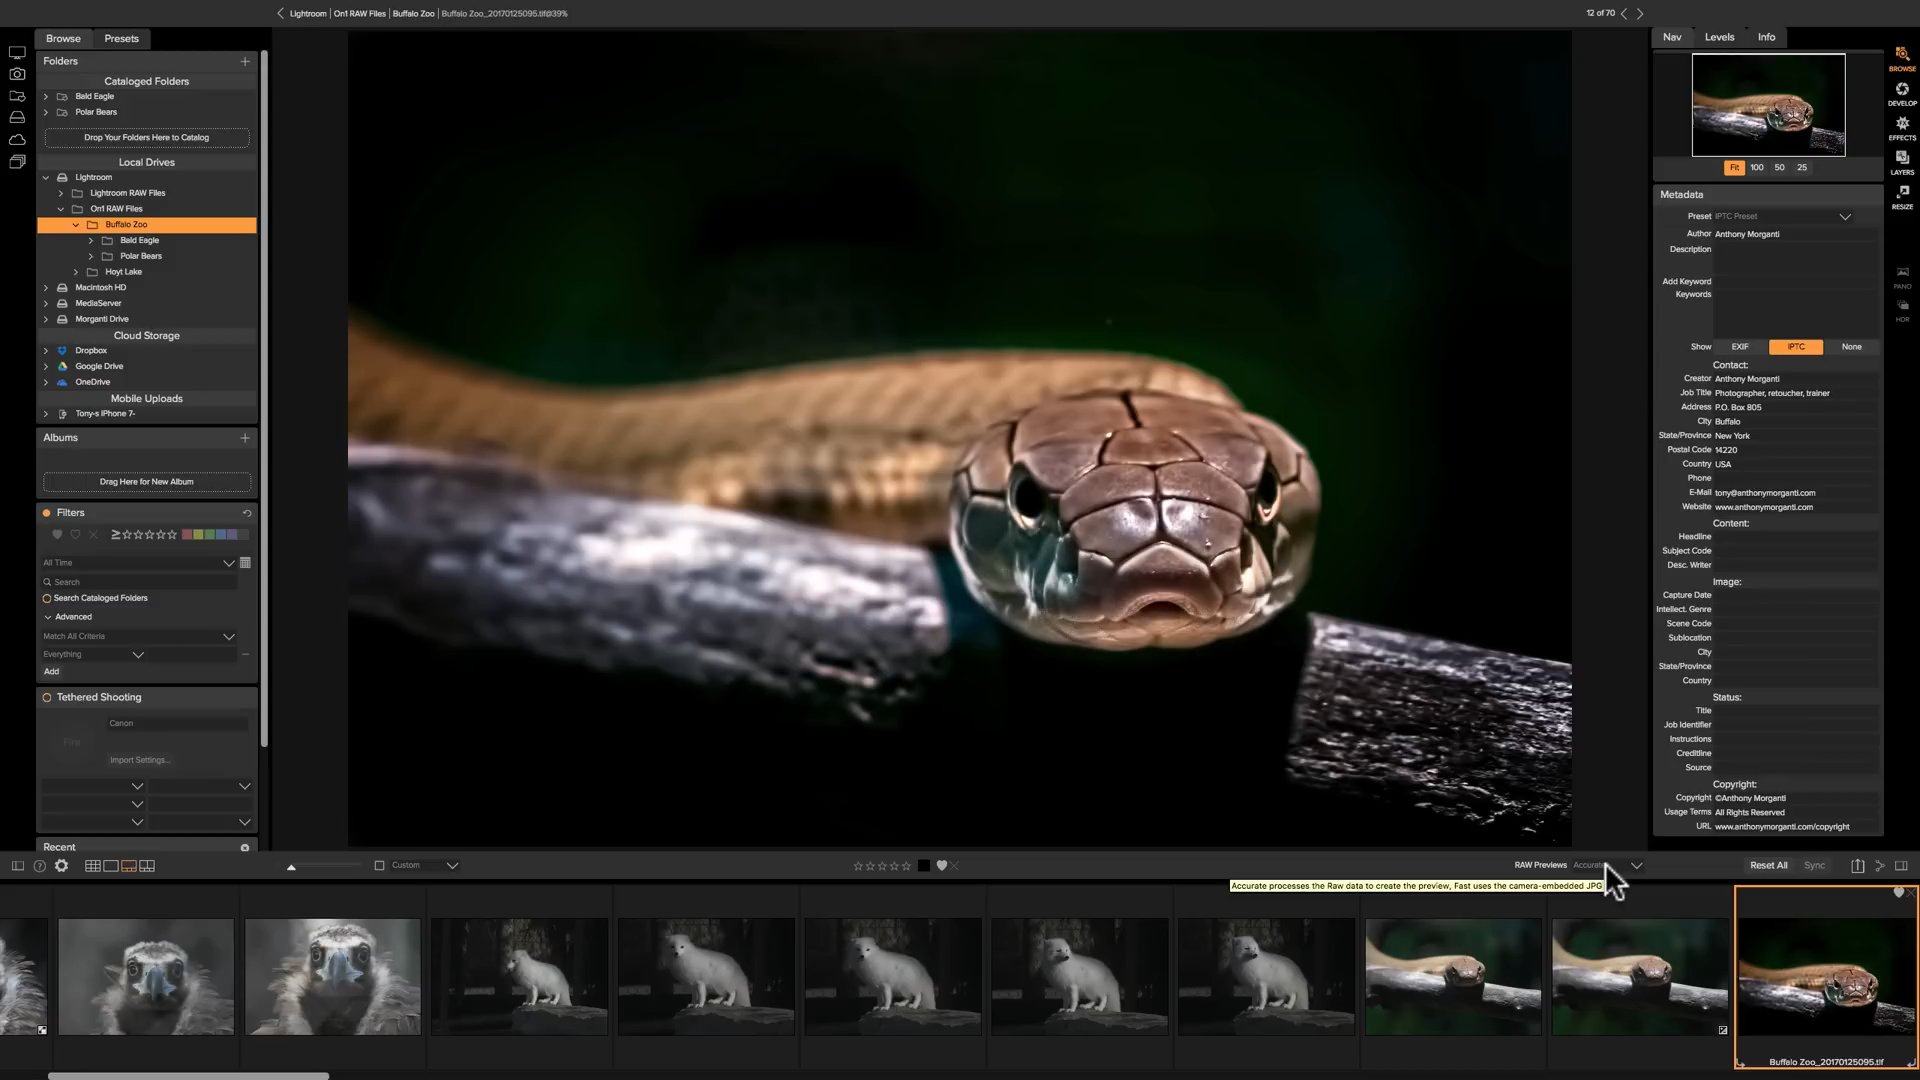 Lightroom | On1 RAW Files | Buffalo Zoo | Buffalo Zoo_20170125095.tif@39%
12 of 70
Browse Presets
Folders
Cataloged Folders
Bald Eagle
Polar Bears
Drop Your Folders Here to Catalog
Local Drives
Lightroom
Lightroom RAW Files
On1 RAW Files
Buffalo Zoo
Bald Eagle
Polar Bears
Hoyt Lake
Macintosh HD
MediaServer
Morganti Drive
Cloud Storage
Dropbox
Google Drive
OneDrive
Mobile Uploads
Tony-s iPhone 7-
Albums
Drag Here for New Album
Filters
All Time
Search
Search Cataloged Folders
Advanced
Match All Criteria
Everything
Add
Tethered Shooting
Canon
Fire
Import Settings...
Recent
Nav Levels Info
Fit 100 50 25
Metadata
Preset IPTC Preset
Author Anthony Morganti
Description
Add Keyword
Keywords
Show EXIF IPTC None
Contact:
Creator Anthony Morganti
Job Title Photographer, retoucher, trainer
Address P.O. Box 805
City Buffalo
State/Province New York
Postal Code 14220
Country USA
Phone
E-Mail tony@anthonymorganti.com
Website www.anthonymorganti.com
Content:
Headline
Subject Code
Desc. Writer
Image:
Capture Date
Intellect. Genre
Scene Code
Sublocation
City
State/Province
Country
Status:
Title
Job Identifier
Instructions
Creditline
Source
Copyright:
Copyright ©Anthony Morganti
Usage Terms All Rights Reserved
URL www.anthonymorganti.com/copyright
BROWSE
DEVELOP
EFFECTS
LAYERS
RESIZE
PANO
HDR
Custom
RAW Previews Accurate
Reset All Sync
Accurate processes the Raw data to create the preview, Fast uses the camera-embedded JPG
Buffalo Zoo_20170125095.tif